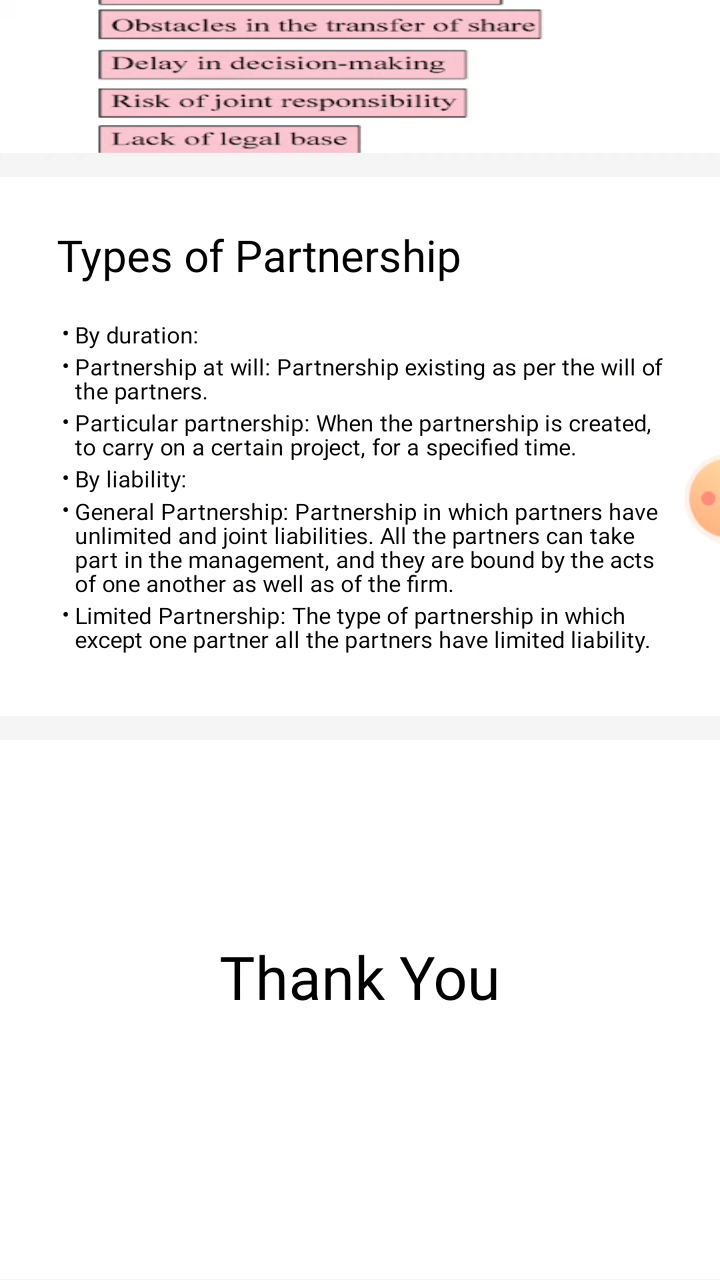 Obstacles in the transfer of share
Delay in decision-making
Risk of joint responsibility
Lack of legal base
Types of Partnership
• By duration:
• Partnership at will: Partnership existing as per the will of
the partners.
• Particular partnership: When the partnership is created,
to carry on a certain project, for a specified time.
• By liability:
• General Partnership: Partnership in which partners have
unlimited and joint liabilities. All the partners can take
part in the management, and they are bound by the acts
of one another as well as of the firm.
• Limited Partnership: The type of partnership in which
except one partner all the partners have limited liability.
Thank You